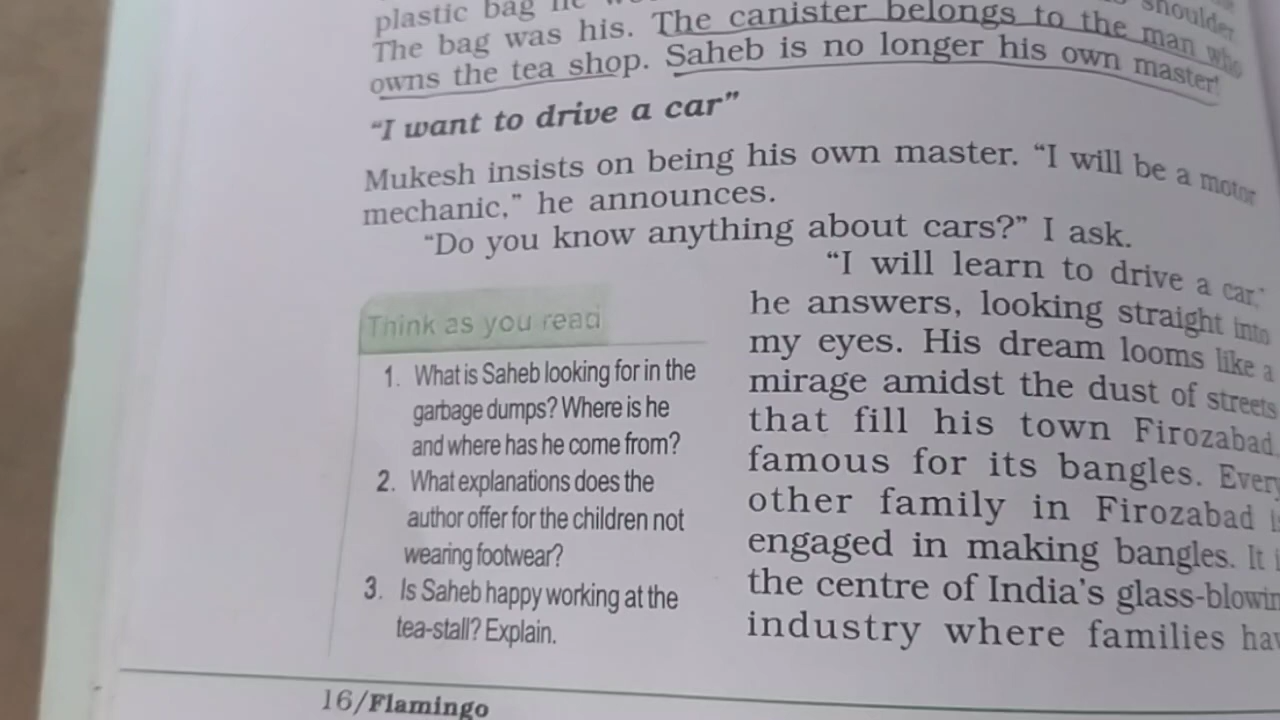 plastic bag he
shoulder
The bag was his. The canister belongs to the man who
owns the tea shop. Saheb is no longer his own master!
“I want to drive a car”
Mukesh insists on being his own master. “I will be a motor
mechanic,” he announces.
“Do you know anything about cars?” I ask.
“I will learn to drive a car,”
he answers, looking straight into
my eyes. His dream looms like a
mirage amidst the dust of streets
that fill his town Firozabad,
famous for its bangles. Every
other family in Firozabad
engaged in making bangles. It
the centre of India's glass-blowin
industry where families hav
Think as you read
1. What is Saheb looking for in the
garbage dumps? Where is he
and where has he come from?
2. What explanations does the
author offer for the children not
wearing footwear?
3. Is Saheb happy working at the
tea-stall? Explain.
16/Flamingo